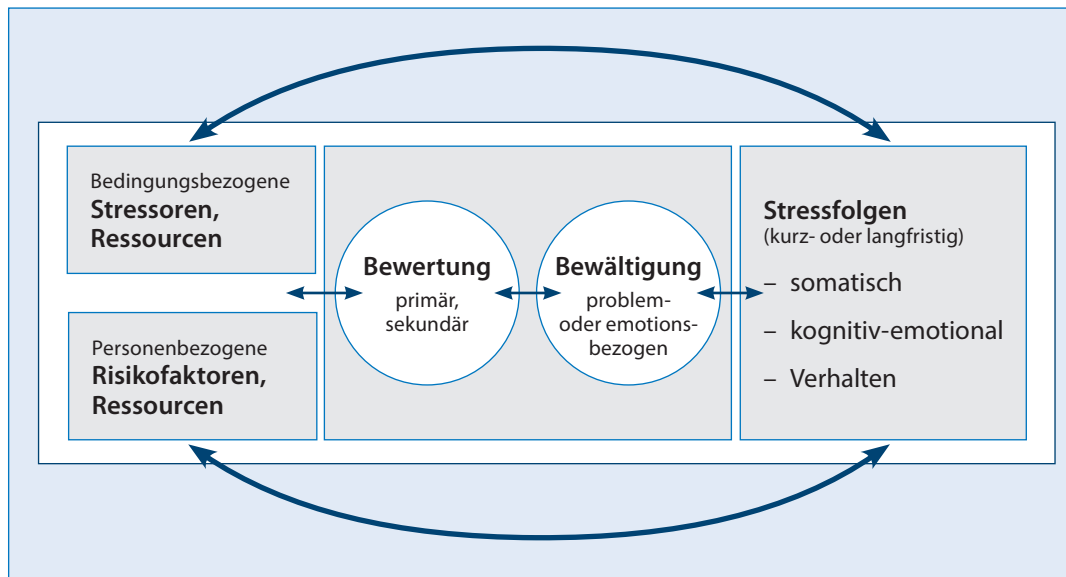 Bedingungsbezogene
Stressoren,
Ressourcen
Personenbezogene
Risikofaktoren,
Ressourcen
Bewertung
primär,
sekundär
Bewältigung
problem-
oder emotions-
bezogen
Stressfolgen
(kurz- oder langfristig)
– somatisch
– kognitiv-emotional
– Verhalten